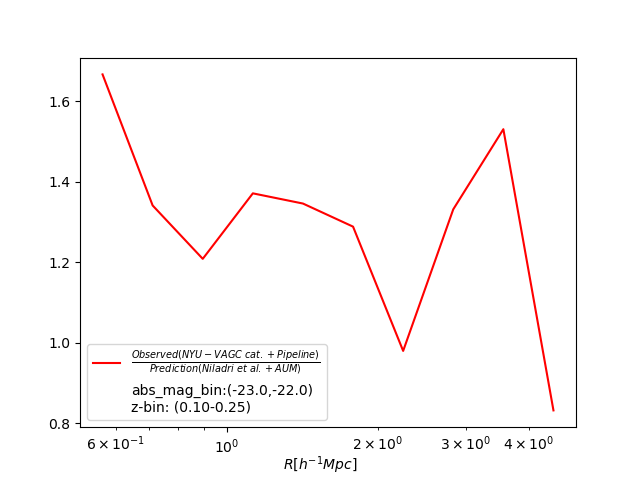 1.6
1.4
1.2
1.0
0.8
Observed(NYU − VAGC cat. + Pipeline)
Prediction(Niladri et al. + AUM)
abs_mag_bin:(-23.0,-22.0)
z-bin: (0.10-0.25)
6 × 10⁻¹ 10⁰ 2 × 10⁰ 3 × 10⁰ 4 × 10⁰
R[h⁻¹Mpc]